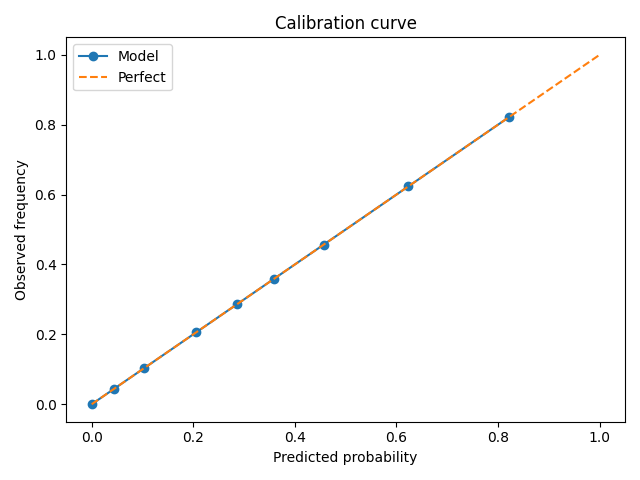 Calibration curve
Model
Perfect
Observed frequency
1.0
0.8
0.6
0.4
0.2
0.0
0.0 0.2 0.4 0.6 0.8 1.0
Predicted probability